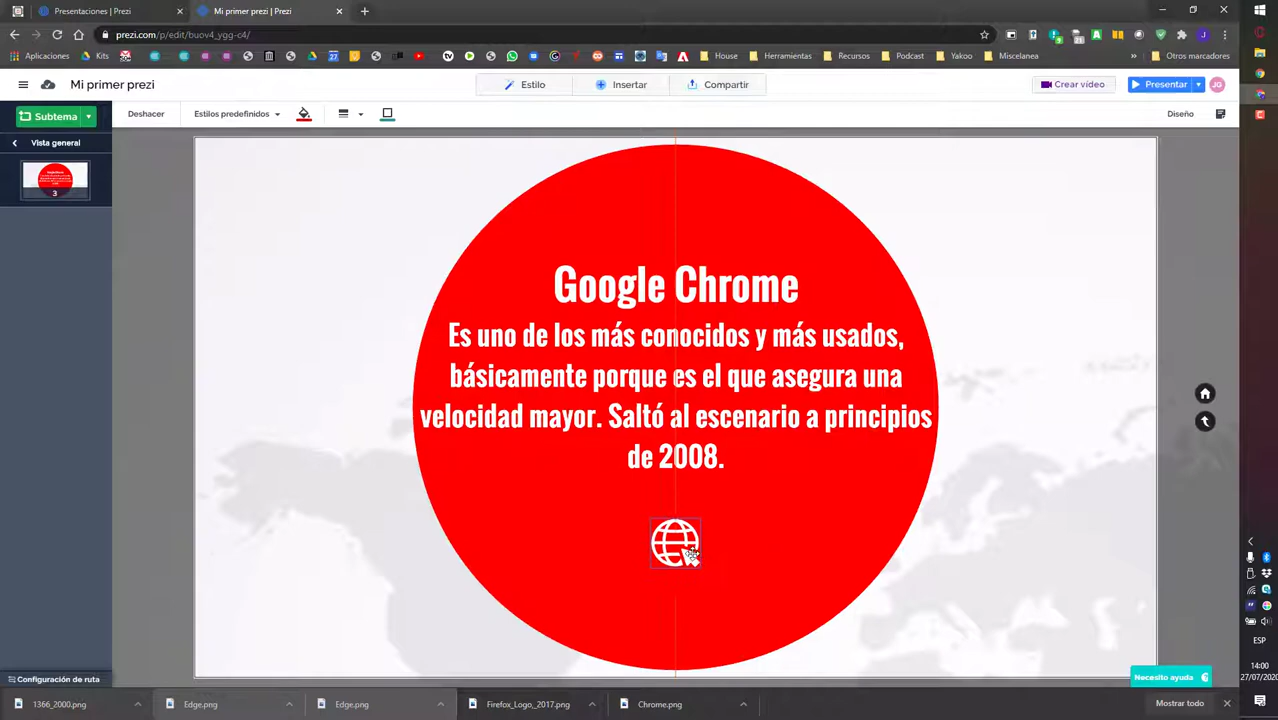 Presentaciones | Prezi
Mi primer prezi | Prezi
prezi.com/p/edit/buov4_ygg-c4/
Aplicaciones
Kits
House
Herramientas
Recursos
Podcast
Yakoo
Miscelanea
Otros marcadores
Mi primer prezi
Estilo
Insertar
Compartir
Crear vídeo
Presentar
JG
Subtema
Deshacer
Estilos predefinidos
Diseño
Vista general
3
Google Chrome
Es uno de los más conocidos y más usados,
básicamente porque es el que asegura una
velocidad mayor. Saltó al escenario a principios
de 2008.
Necesito ayuda
Configuración de ruta
1366_2000.png
Edge.png
Edge.png
Firefox_Logo_2017.png
Chrome.png
Mostrar todo
ESP
14:00
27/07/2020